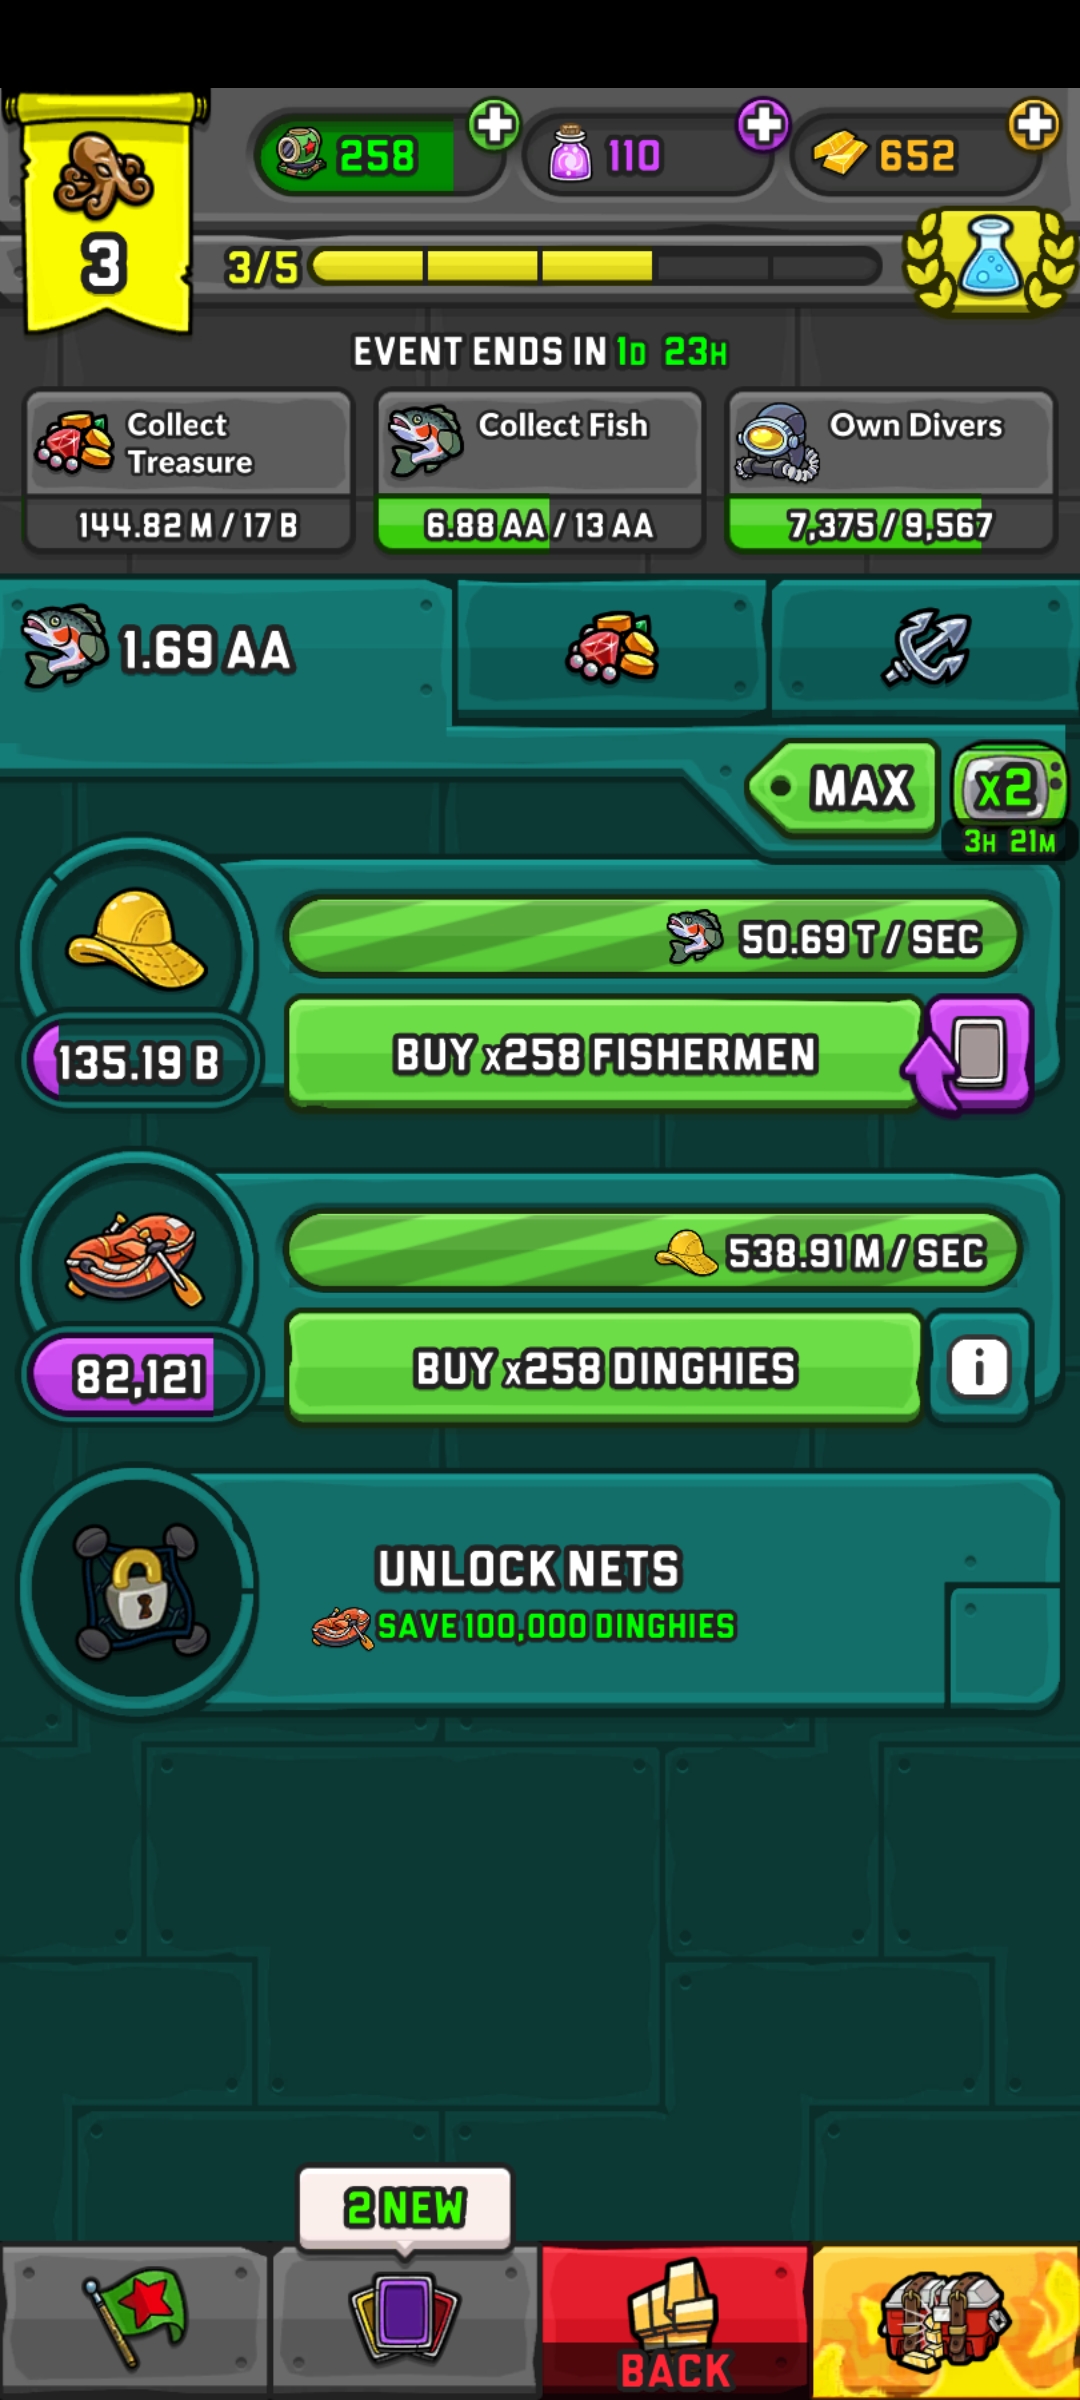 258
110
652
3
3/5
EVENT ENDS IN 1D 23H
Collect
Treasure
144.82 M / 17 B
Collect Fish
6.88 AA / 13 AA
Own Divers
7,375 / 9,567
1.69 AA
MAX
x2
3H 21M
50.69 T / SEC
135.19 B
BUY x258 FISHERMEN
538.91 M / SEC
82,121
BUY x258 DINGHIES
i
UNLOCK NETS
SAVE 100,000 DINGHIES
2 NEW
BACK